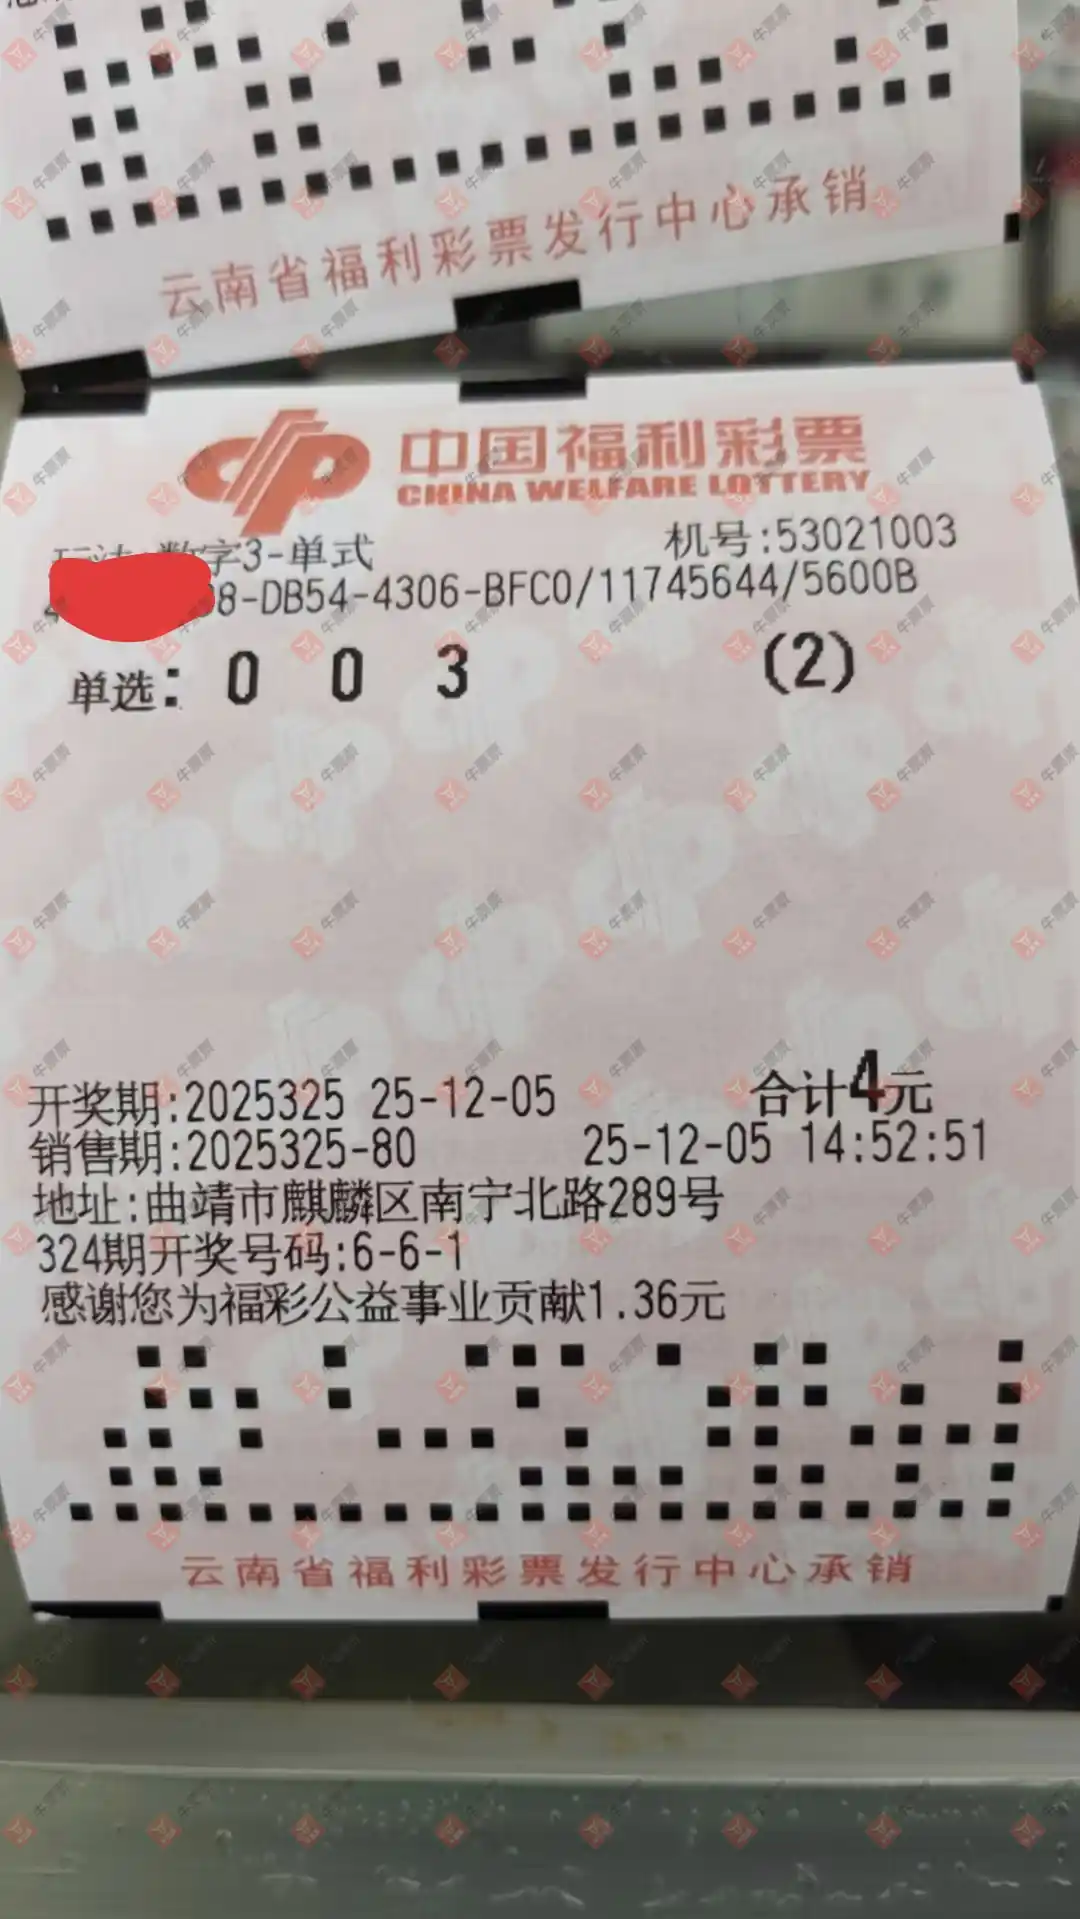 云南省福利彩票发行中心承销
中国福利彩票
CHINA WELFARE LOTTERY
数字3-单式 机号:53021003
8-DB54-4306-BFC0/11745644/5600B
单选: 0 0 3 (2)
开奖期:2025325 25-12-05 合计4元
销售期:2025325-80 25-12-05 14:52:51
地址:曲靖市麒麟区南宁北路289号
324期开奖号码:6-6-1
感谢您为福彩公益事业贡献1.36元
云南省福利彩票发行中心承销
牛票票